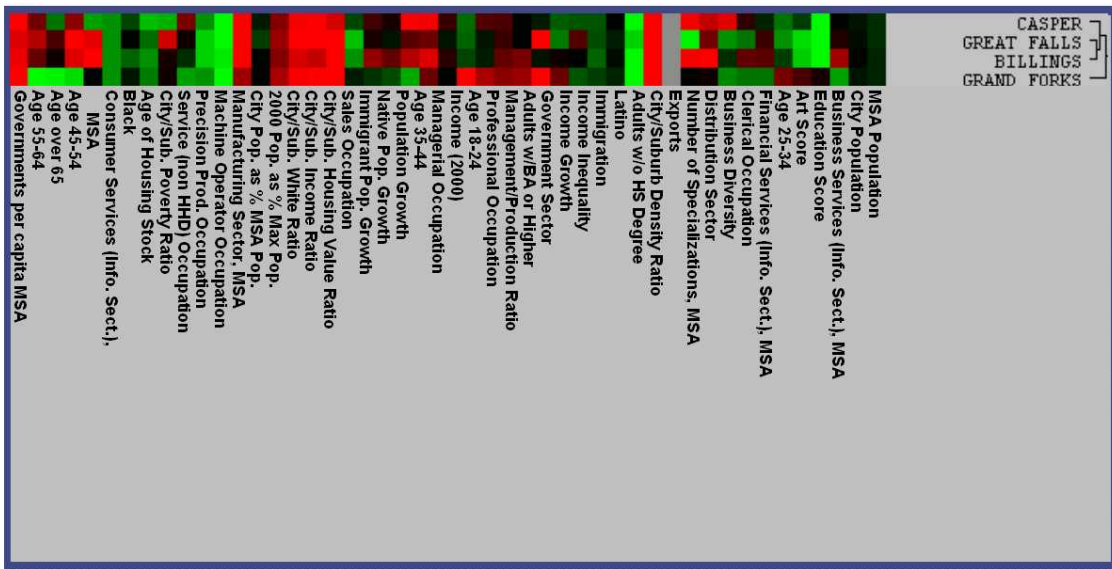 CASPER
GREAT FALLS
BILLINGS
GRAND FORKS
Governments per capita MSA
Age 55-64
Age over 65
Age 45-54
MSA
Consumer Services (Info. Sect.),
Black
Age of Housing Stock
City/Sub. Poverty Ratio
Service (non HHD) Occupation
Precision Prod. Occupation
Machine Operator Occupation
Manufacturing Sector, MSA
City Pop. as % MSA Pop.
2000 Pop. as % Max Pop.
City/Sub. White Ratio
City/Sub. Income Ratio
City/Sub. Housing Value Ratio
Sales Occupation
Immigrant Pop. Growth
Native Pop. Growth
Population Growth
Age 35-44
Managerial Occupation
Income (2000)
Age 18-24
Professional Occupation
Management/Production Ratio
Adults w/BA or Higher
Government Sector
Income Growth
Income Inequality
Immigration
Latino
Adults w/o HS Degree
City/Suburb Density Ratio
Exports
Number of Specializations, MSA
Distribution Sector
Business Diversity
Clerical Occupation
Financial Services (Info. Sect.), MSA
Age 25-34
Art Score
Education Score
Business Services (Info. Sect.), MSA
City Population
MSA Population